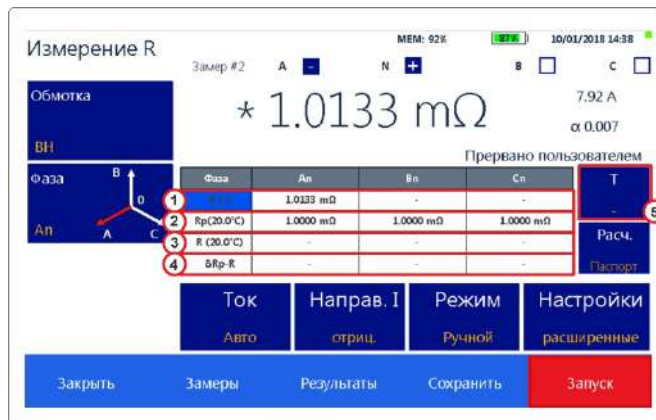 MEM: 92% 87% 10/01/2018 14:38
Измерение R
Замер #2 A - N + B C
Обмотка
ВН
* 1.0133 mΩ
7.92 A
α 0.007
Прервано пользователем
Фаза
An
B
0
A
C
Фаза An Bn Cn
1 1.0133 mΩ - -
2 Rp(20.0°C) 1.0000 mΩ 1.0000 mΩ 1.0000 mΩ
3 R (20.0°C) - - -
4 δRp-R - - -
T
-
5
Расч.
Паспорт
Ток
Авто
Направ. I
отриц.
Режим
Ручной
Настройки
расширенные
Закрыть Замеры Результаты Сохранить Запуск